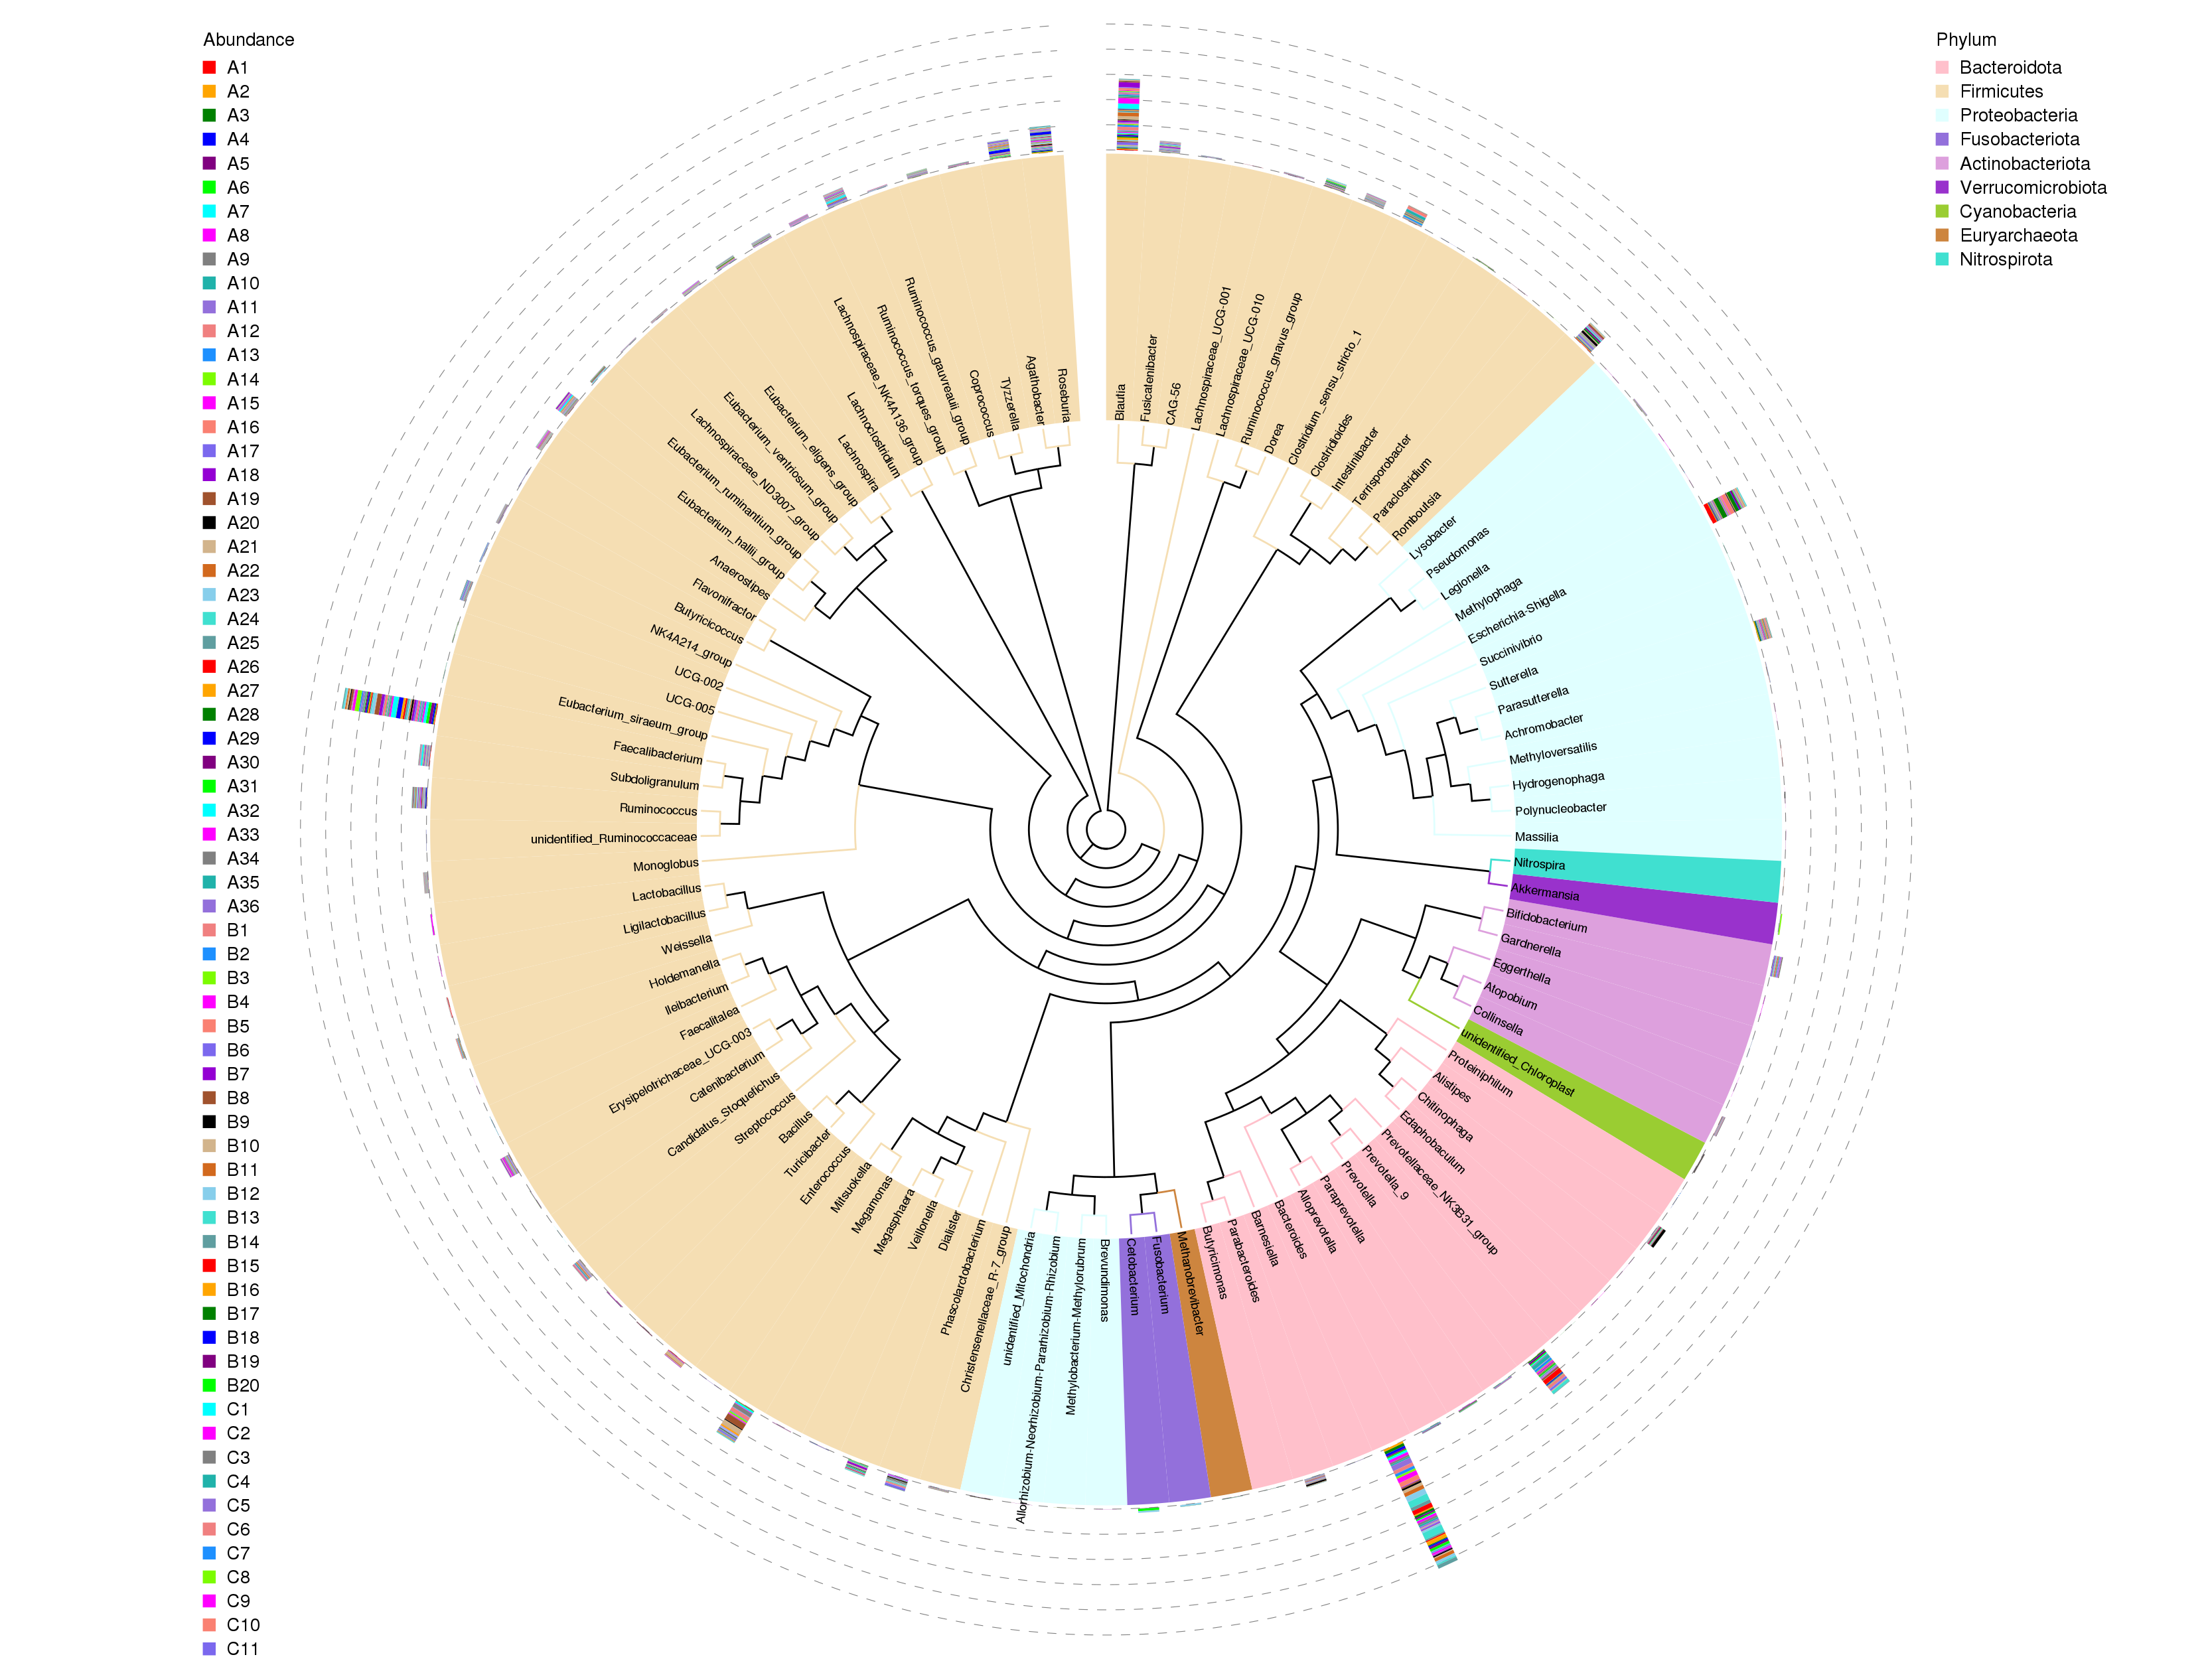 Abundance
A1
A2
A3
A4
A5
A6
A7
A8
A9
A10
A11
A12
A13
A14
A15
A16
A17
A18
A19
A20
A21
A22
A23
A24
A25
A26
A27
A28
A29
A30
A31
A32
A33
A34
A35
A36
B1
B2
B3
B4
B5
B6
B7
B8
B9
B10
B11
B12
B13
B14
B15
B16
B17
B18
B19
B20
C1
C2
C3
C4
C5
C6
C7
C8
C9
C10
C11
Phylum
Bacteroidota
Firmicutes
Proteobacteria
Fusobacteriota
Actinobacteriota
Verrucomicrobiota
Cyanobacteria
Euryarchaeota
Nitrospirota
Blautia
Fusicatenibacter
CAG-56
Lachnospiraceae_UCG-001
Lachnospiraceae_UCG-010
Ruminococcus_gnavus_group
Dorea
Clostridium_sensu_stricto_1
Clostridioides
Intestinibacter
Terrisporobacter
Paraclostridium
Romboutsia
Lysobacter
Pseudomonas
Legionella
Methylophaga
Escherichia-Shigella
Succinivibrio
Sutterella
Parasutterella
Achromobacter
Methyloversatilis
Hydrogenophaga
Polynucleobacter
Massilia
Nitrospira
Akkermansia
Bifidobacterium
Gardnerella
Eggerthella
Atopobium
Collinsella
unidentified_Chloroplast
Proteiniphilum
Alistipes
Chitinophaga
Edaphobaculum
Prevotellaceae_NK3B31_group
Prevotella_9
Prevotella
Paraprevotella
Alloprevotella
Bacteroides
Barnesiella
Parabacteroides
Butyricimonas
Methanobrevibacter
Fusobacterium
Cetobacterium
Brevundimonas
Methylobacterium-Methylorubrum
Allorhizobium-Neorhizobium-Pararhizobium-Rhizobium
unidentified_Mitochondria
Christensenellaceae_R-7_group
Phascolarctobacterium
Dialister
Veillonella
Megasphaera
Megamonas
Mitsuokella
Enterococcus
Turicibacter
Bacillus
Streptococcus
Candidatus_Stoquefichus
Catenibacterium
Erysipelotrichaceae_UCG-003
Faecalitalea
Ileibacterium
Holdemanella
Weissella
Ligilactobacillus
Lactobacillus
Monoglobus
unidentified_Ruminococcaceae
Ruminococcus
Subdoligranulum
Faecalibacterium
Eubacterium_siraeum_group
UCG-005
UCG-002
NK4A214_group
Butyricicoccus
Flavonifractor
Anaerostipes
Eubacterium_hallii_group
Eubacterium_ruminantium_group
Lachnospiraceae_ND3007_group
Eubacterium_ventriosum_group
Eubacterium_eligens_group
Lachnospira
Lachnoclostridium
Lachnospiraceae_NK4A136_group
Ruminococcus_torques_group
Ruminococcus_gauvreauii_group
Coprococcus
Tyzzerella
Agathobacter
Roseburia